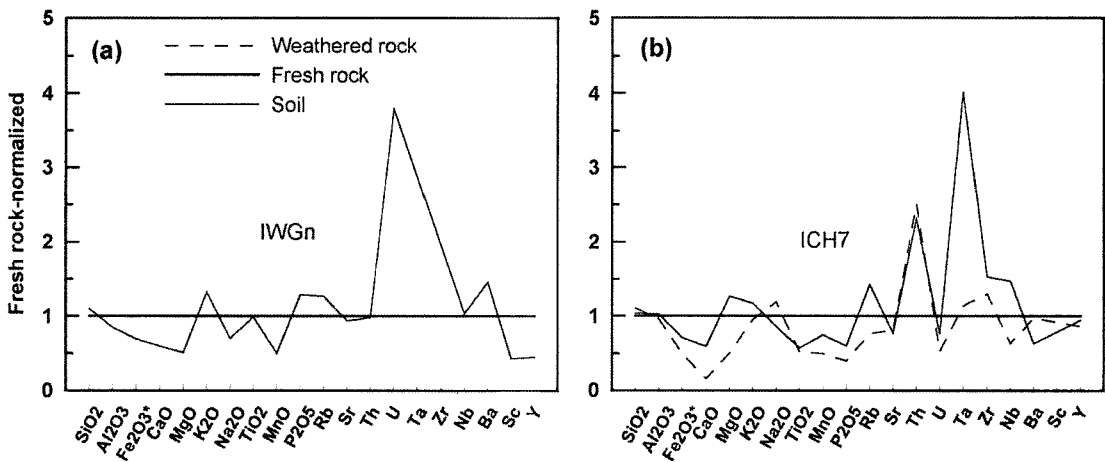 Fresh rock-normalized
5
4
3
2
1
0
(a)
Weathered rock
Fresh rock
Soil
IWGn
SiO2
Al2O3
Fe2O3*
CaO
MgO
K2O
Na2O
TiO2
MnO
P2O5
Rb
Sr
Th
U
Ta
Zr
Nb
Ba
Sc
Y
5
4
3
2
1
0
(b)
ICH7
SiO2
Al2O3
Fe2O3*
CaO
MgO
K2O
Na2O
TiO2
MnO
P2O5
Rb
Sr
Th
U
Ta
Zr
Nb
Ba
Sc
Y